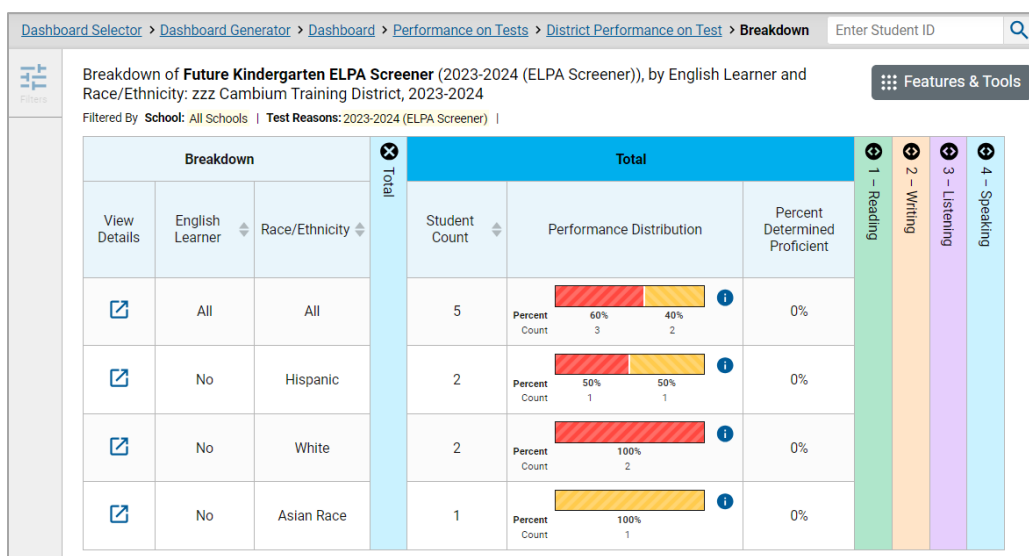 Dashboard Selector > Dashboard Generator > Dashboard > Performance on Tests > District Performance on Test > Breakdown
Enter Student ID
Filters
Breakdown of Future Kindergarten ELPA Screener (2023-2024 (ELPA Screener)), by English Learner and
Race/Ethnicity: zzz Cambium Training District, 2023-2024
Features & Tools
Filtered By School: All Schools | Test Reasons: 2023-2024 (ELPA Screener) |
Breakdown
Total
Total
1 – Reading
2 – Writing
3 – Listening
4 – Speaking
View
Details
English
Learner
Race/Ethnicity
Student
Count
Performance Distribution
Percent
Determined
Proficient
All All 5 0%
Percent 60% 40%
Count 3 2
No Hispanic 2 0%
Percent 50% 50%
Count 1 1
No White 2 0%
Percent 100%
Count 2
No Asian Race 1 0%
Percent 100%
Count 1